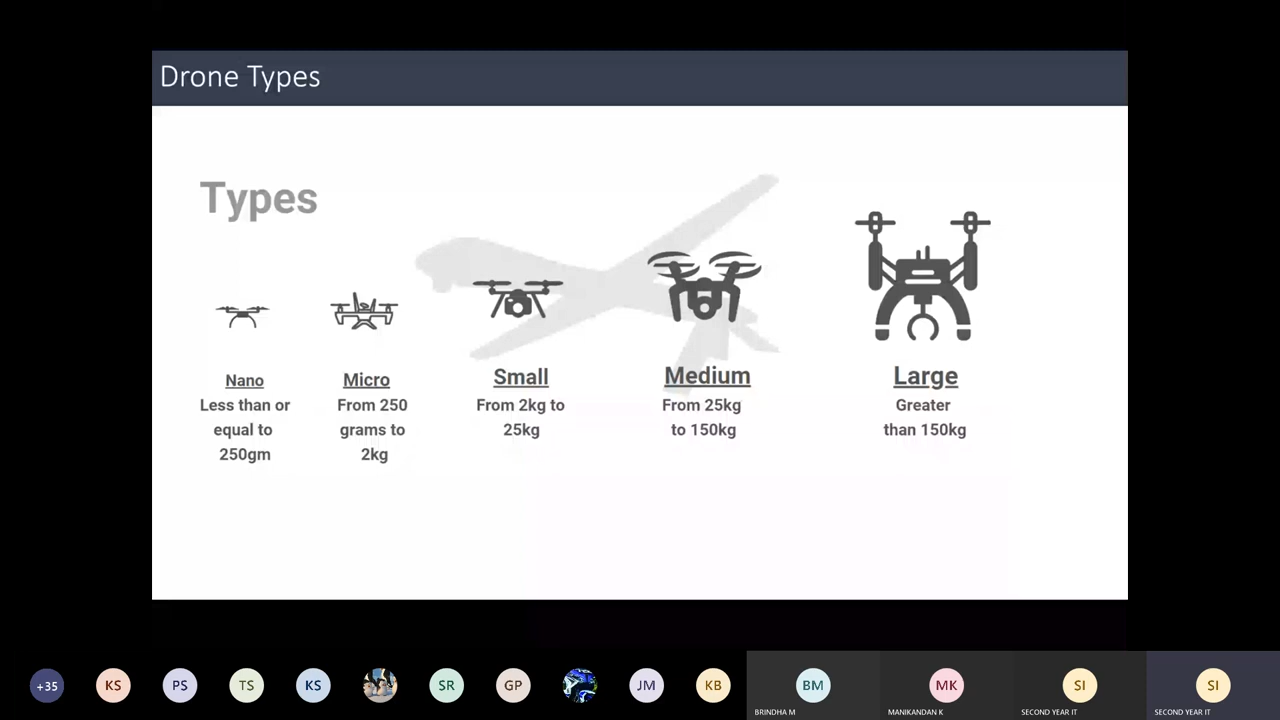 Drone Types
Types
Nano
Less than or
equal to
250gm
Micro
From 250
grams to
2kg
Small
From 2kg to
25kg
Medium
From 25kg
to 150kg
Large
Greater
than 150kg
+35
KS
PS
TS
KS
SR
GP
JM
KB
BM
BRINDHA M
MK
MANIKANDAN K
SI
SECOND YEAR IT
SI
SECOND YEAR IT